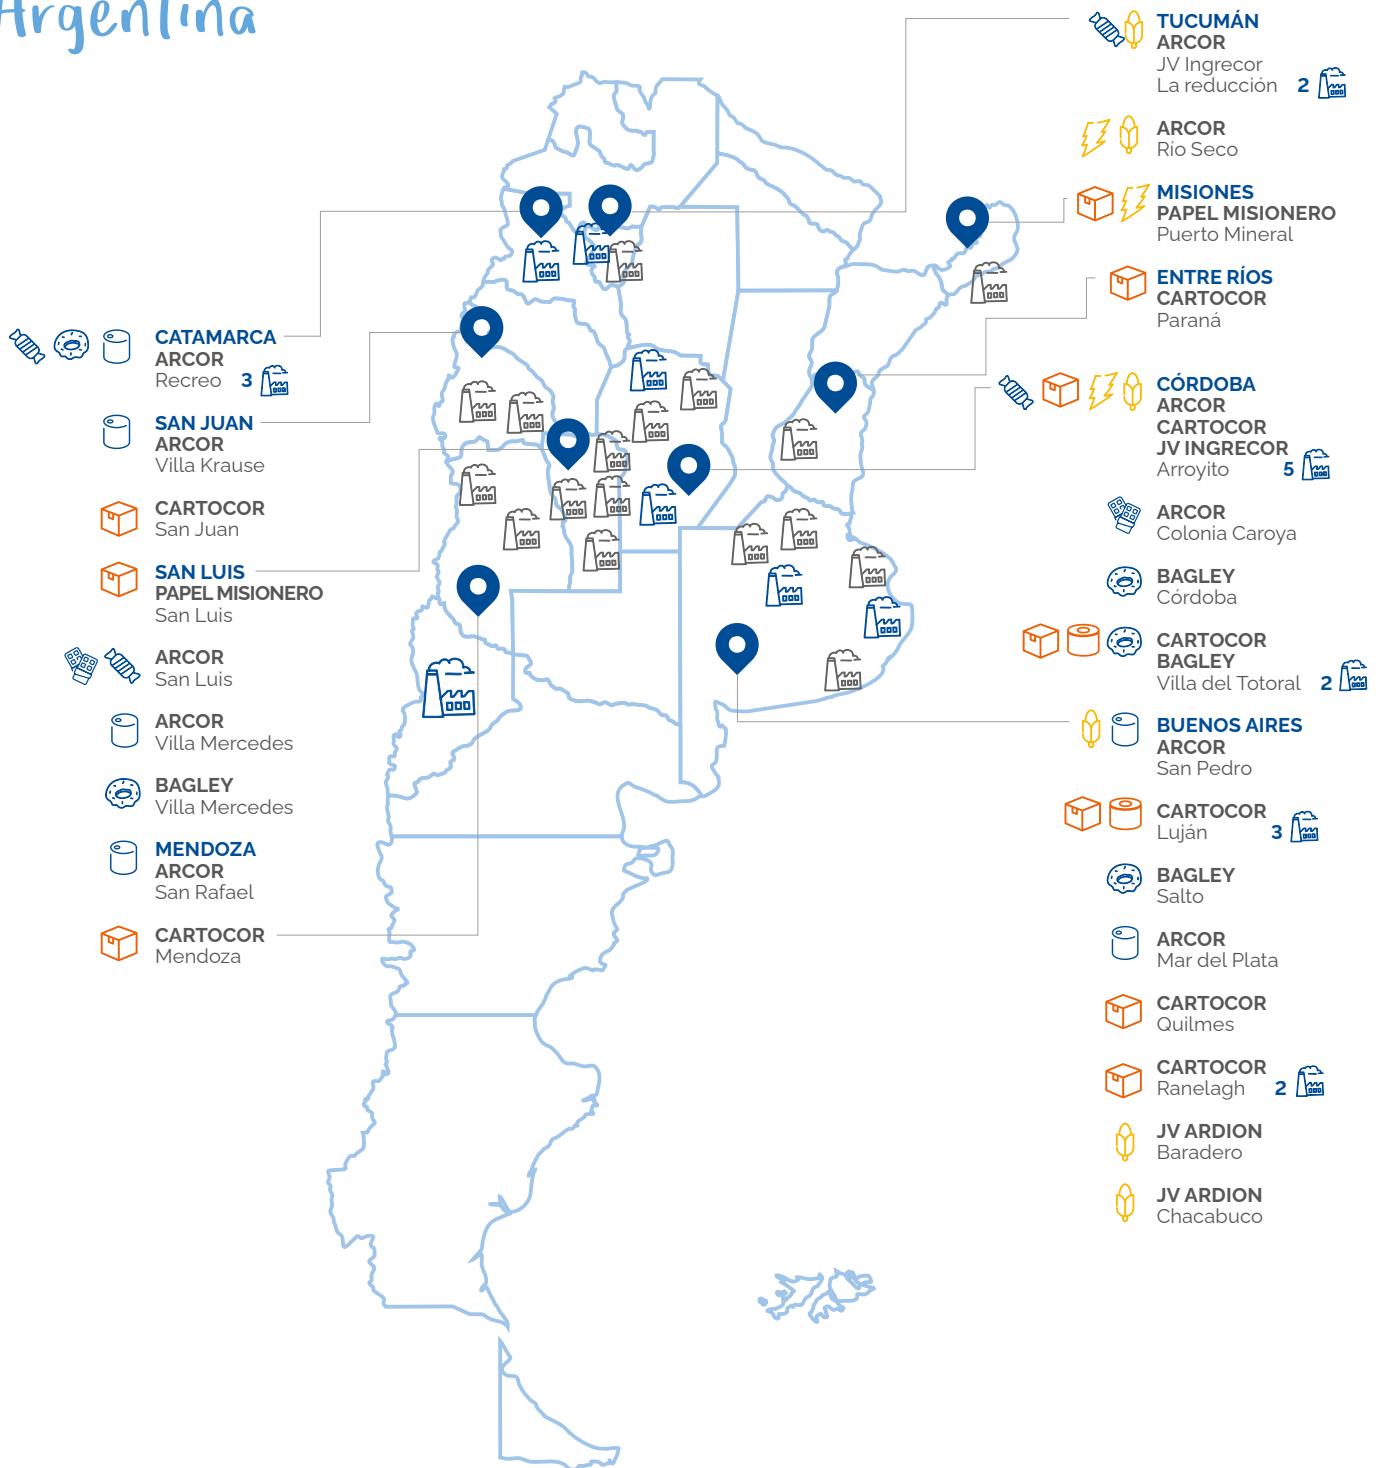 Argentina
CATAMARCA
ARCOR
Recreo 3
SAN JUAN
ARCOR
Villa Krause
CARTOCOR
San Juan
SAN LUIS
PAPEL MISIONERO
San Luis
ARCOR
San Luis
ARCOR
Villa Mercedes
BAGLEY
Villa Mercedes
MENDOZA
ARCOR
San Rafael
CARTOCOR
Mendoza
TUCUMÁN
ARCOR
JV Ingrecor
La reducción 2
ARCOR
Río Seco
MISIONES
PAPEL MISIONERO
Puerto Mineral
ENTRE RÍOS
CARTOCOR
Paraná
CÓRDOBA
ARCOR
CARTOCOR
JV INGRECOR
Arroyito 5
ARCOR
Colonia Caroya
BAGLEY
Córdoba
CARTOCOR
BAGLEY
Villa del Totoral 2
BUENOS AIRES
ARCOR
San Pedro
CARTOCOR
Luján 3
BAGLEY
Salto
ARCOR
Mar del Plata
CARTOCOR
Quilmes
CARTOCOR
Ranelagh 2
JV ARDION
Baradero
JV ARDION
Chacabuco